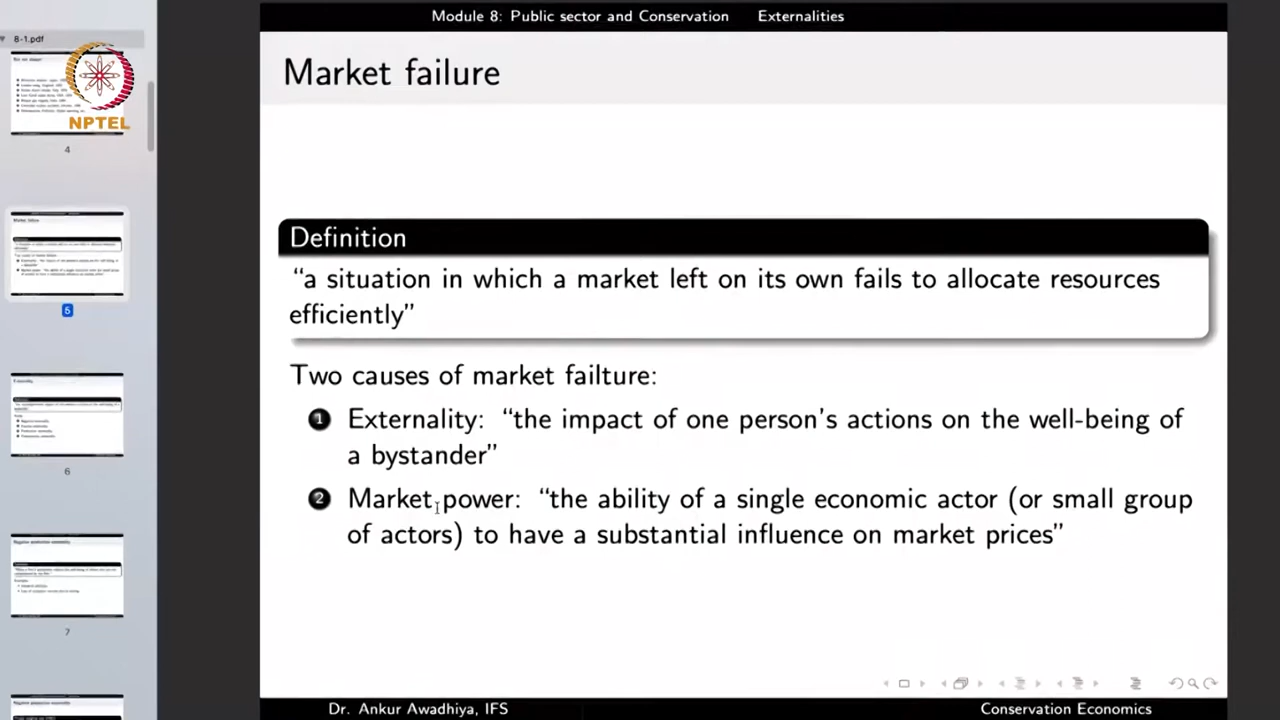 Module 8: Public sector and Conservation Externalities
8-1.pdf
NPTEL
4
5
6
7
Market failure
Definition
“a situation in which a market left on its own fails to allocate resources
efficiently”
Two causes of market failture:
1 Externality: “the impact of one person's actions on the well-being of
a bystander”
2 Market power: “the ability of a single economic actor (or small group
of actors) to have a substantial influence on market prices”
Dr. Ankur Awadhiya, IFS Conservation Economics